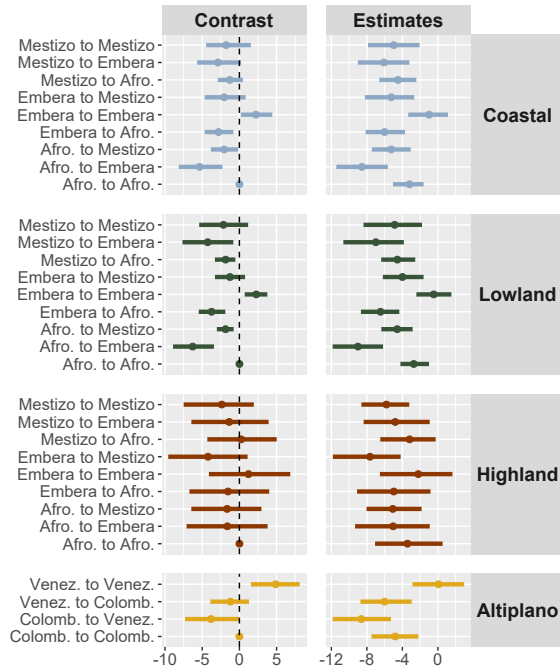 Contrast Estimates
Mestizo to Mestizo
Mestizo to Embera
Mestizo to Afro.
Embera to Mestizo
Embera to Embera
Embera to Afro.
Afro. to Mestizo
Afro. to Embera
Afro. to Afro.
Coastal
Mestizo to Mestizo
Mestizo to Embera
Mestizo to Afro.
Embera to Mestizo
Embera to Embera
Embera to Afro.
Afro. to Mestizo
Afro. to Embera
Afro. to Afro.
Lowland
Mestizo to Mestizo
Mestizo to Embera
Mestizo to Afro.
Embera to Mestizo
Embera to Embera
Embera to Afro.
Afro. to Mestizo
Afro. to Embera
Afro. to Afro.
Highland
Venez. to Venez.
Venez. to Colomb.
Colomb. to Venez.
Colomb. to Colomb.
Altiplano
-10 -5 0 5 -12 -8 -4 0